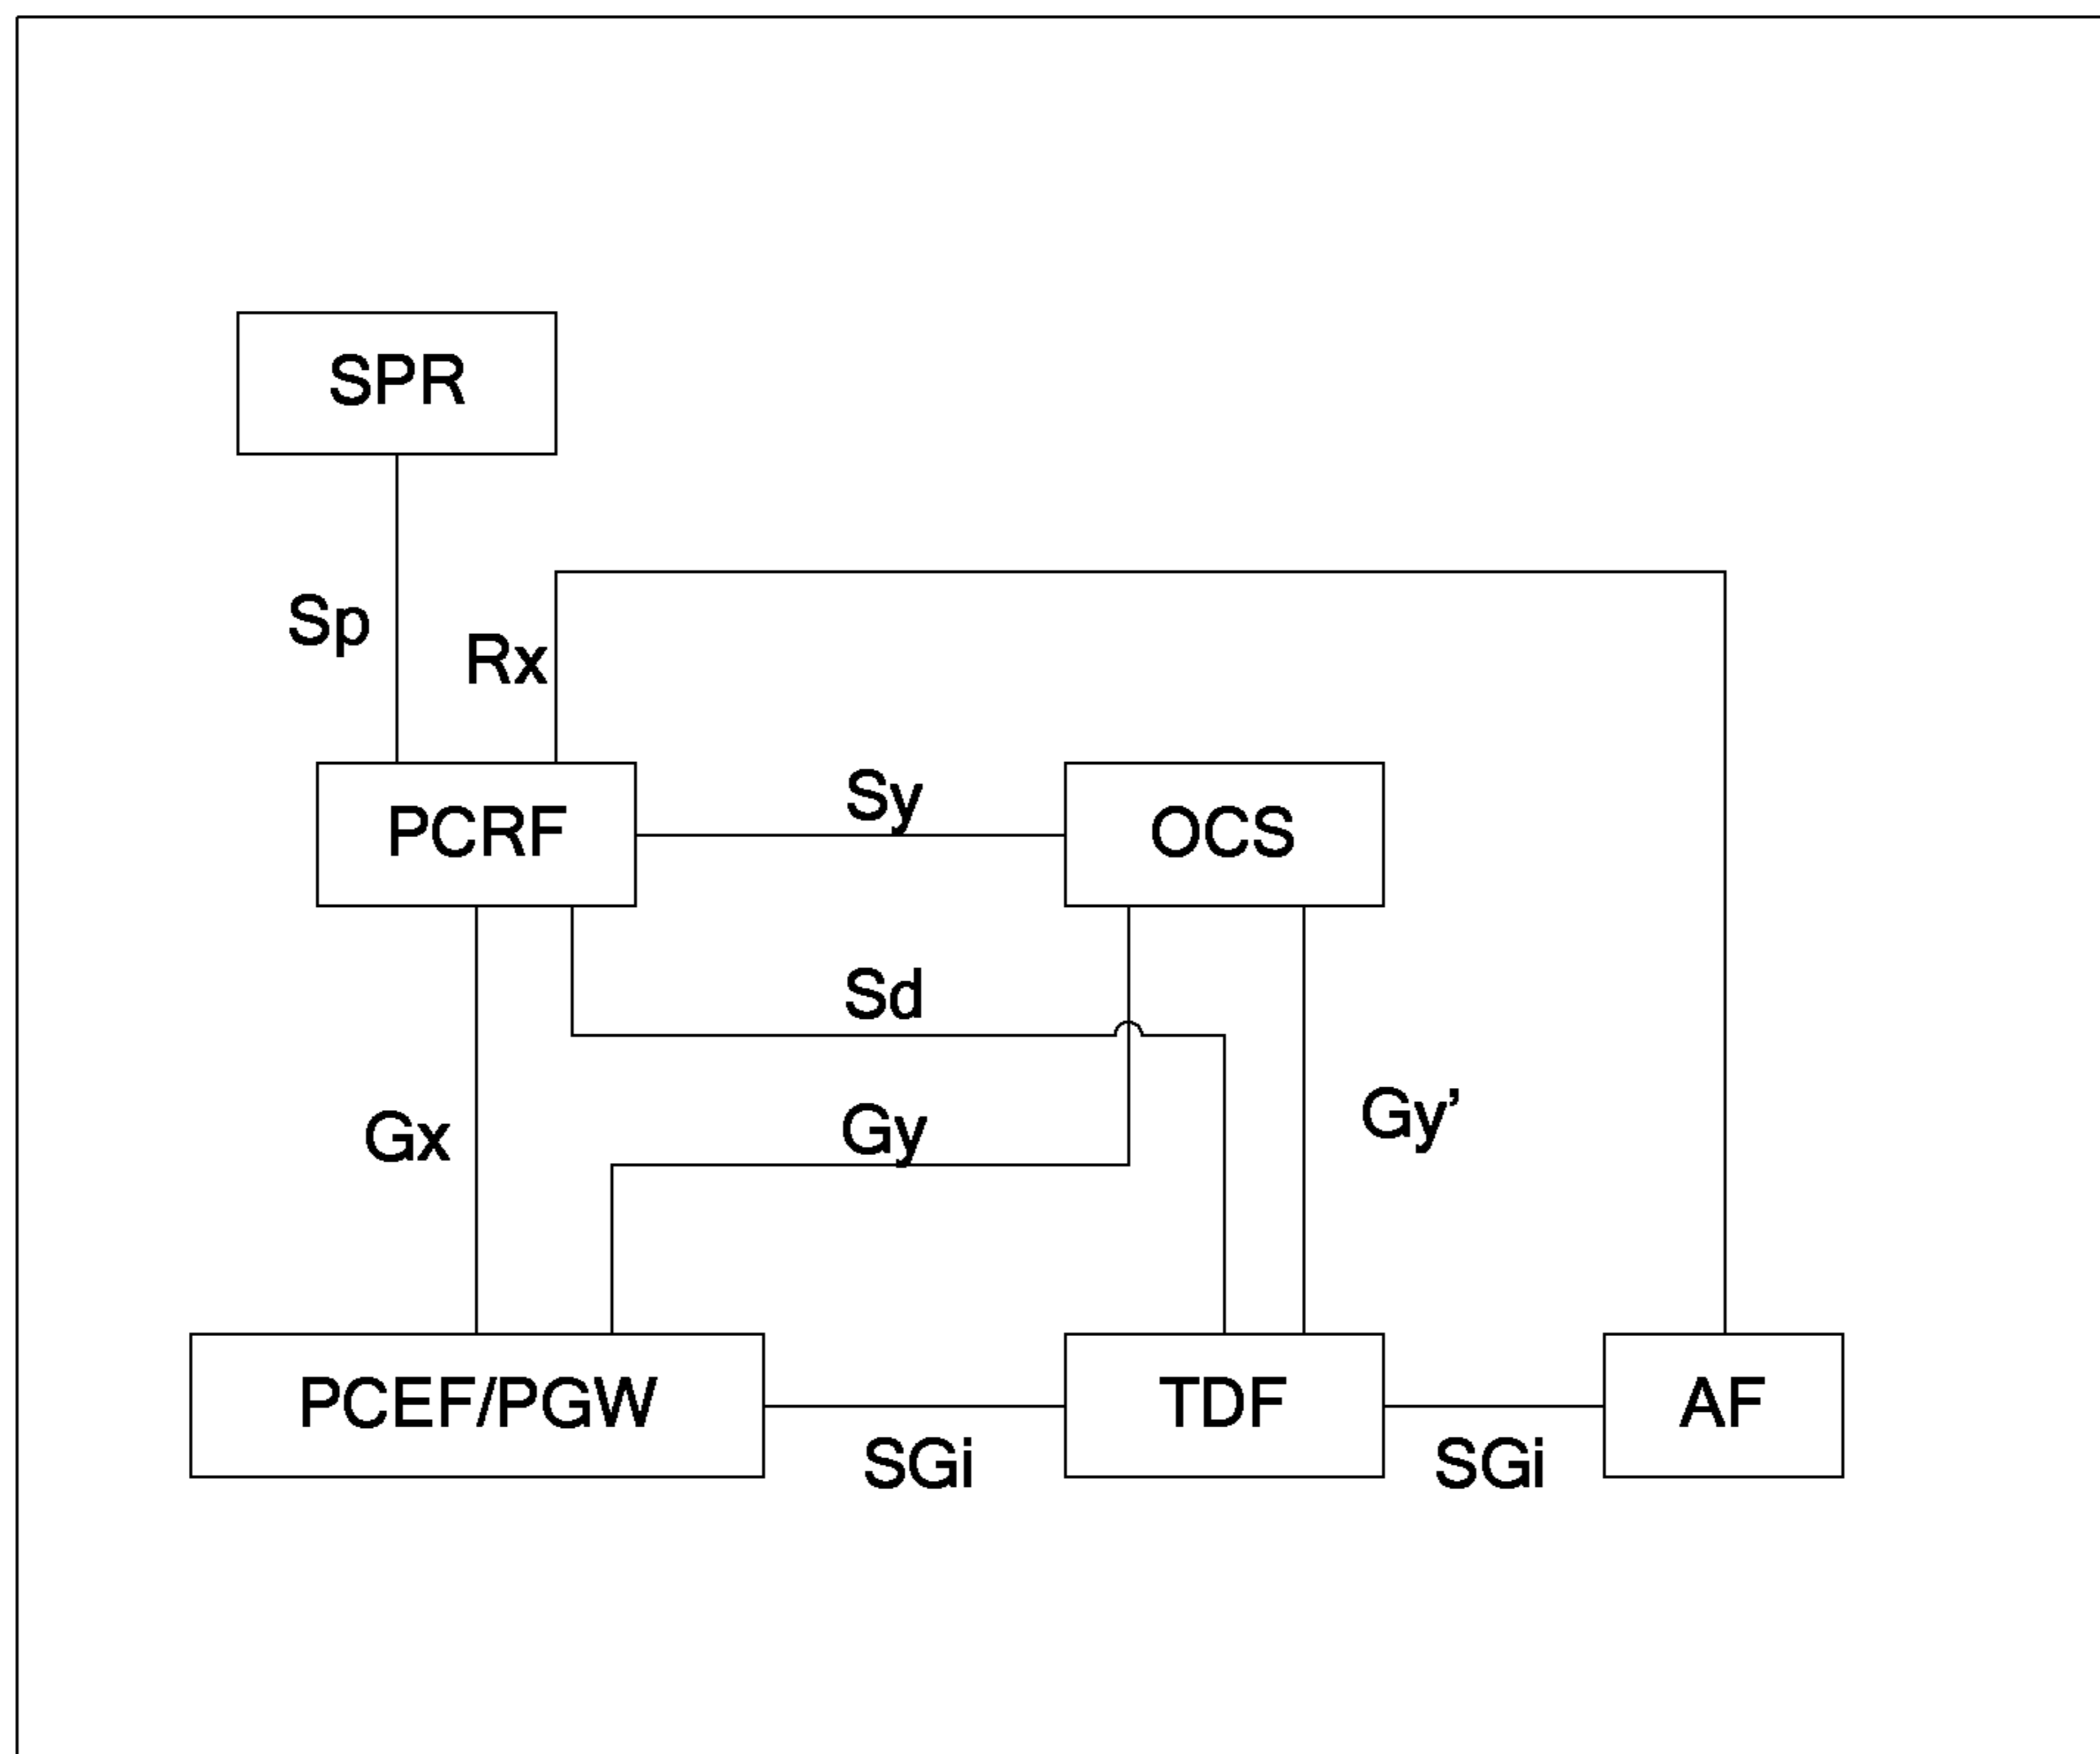 SPR
Sp
Rx
PCRF
Sy
OCS
Sd
Gx
Gy
Gy’
PCEF/PGW
SGi
TDF
SGi
AF